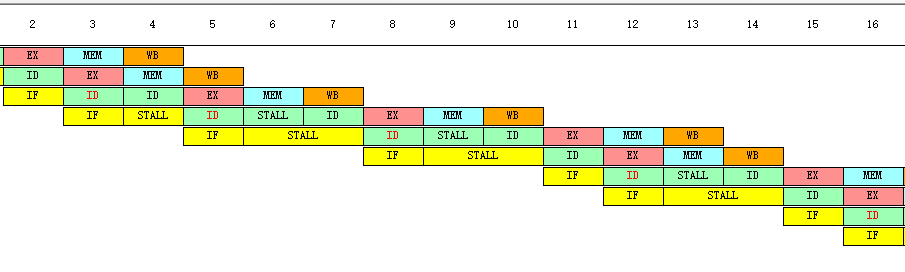 2 3 4 5 6 7 8 9 10 11 12 13 14 15 16
EX MEM WB
ID EX MEM WB
IF ID ID EX MEM WB
IF STALL ID STALL ID EX MEM WB
IF STALL ID STALL ID EX MEM WB
IF STALL ID EX MEM WB
IF ID STALL ID EX MEM
IF STALL ID EX
IF ID
IF